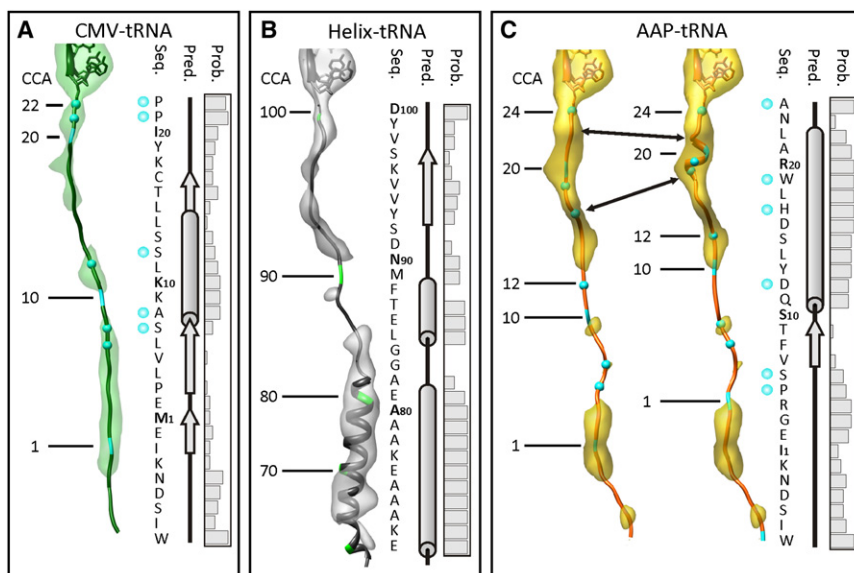 A CMV-tRNA
CCA
Seq.
Pred.
Prob.
22
20
10
1
P
P
I20
Y
K
C
T
L
L
S
S
L
K10
K
A
S
L
V
L
P
E
M1
E
I
K
N
D
S
I
W
B Helix-tRNA
CCA
Seq.
Pred.
Prob.
100
90
80
70
D100
Y
V
S
K
V
V
Y
S
D
N90
M
F
T
E
L
G
G
A
E
A80
A
A
K
E
A
A
A
K
E
C AAP-tRNA
CCA
Seq.
Pred.
Prob.
24
20
12
10
1
24
20
12
10
1
A
N
L
A
R20
W
L
H
D
S
L
Y
D
Q
S10
T
F
V
S
P
R
G
E
I1
K
N
D
S
I
W